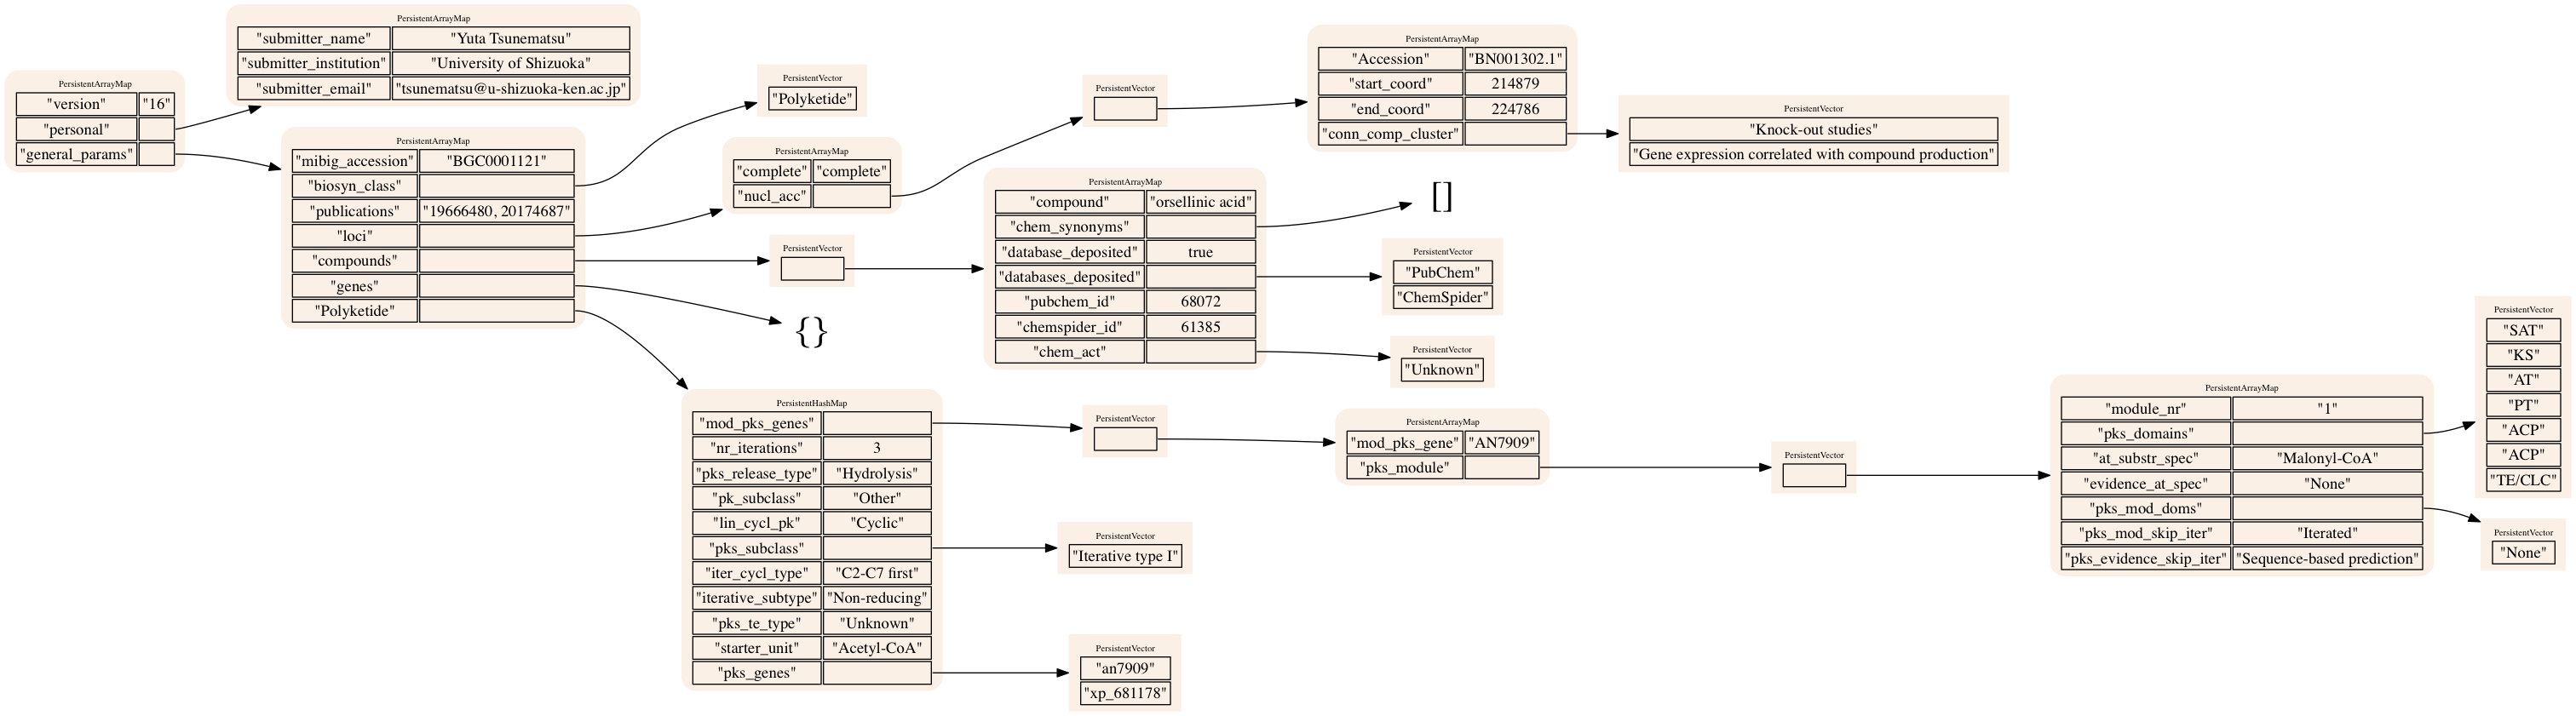 PersistentArrayMap
"version" "16"
"personal"
"general_params"
PersistentArrayMap
"submitter_name" "Yuta Tsunematsu"
"submitter_institution" "University of Shizuoka"
"submitter_email" "tsunematsu@u-shizuoka-ken.ac.jp"
PersistentArrayMap
"mibig_accession" "BGC0001121"
"biosyn_class"
"publications" "19666480, 20174687"
"loci"
"compounds"
"genes"
"Polyketide"
PersistentVector
"Polyketide"
PersistentArrayMap
"complete" "complete"
"nucl_acc"
PersistentVector
PersistentArrayMap
"Accession" "BN001302.1"
"start_coord" 214879
"end_coord" 224786
"conn_comp_cluster"
PersistentVector
"Knock-out studies"
"Gene expression correlated with compound production"
PersistentVector
PersistentArrayMap
"compound" "orsellinic acid"
"chem_synonyms"
"database_deposited" true
"databases_deposited"
"pubchem_id" 68072
"chemspider_id" 61385
"chem_act"
[]
PersistentVector
"PubChem"
"ChemSpider"
PersistentVector
"Unknown"
{}
PersistentHashMap
"mod_pks_genes"
"nr_iterations" 3
"pks_release_type" "Hydrolysis"
"pk_subclass" "Other"
"lin_cycl_pk" "Cyclic"
"pks_subclass"
"iter_cycl_type" "C2-C7 first"
"iterative_subtype" "Non-reducing"
"pks_te_type" "Unknown"
"starter_unit" "Acetyl-CoA"
"pks_genes"
PersistentVector
PersistentArrayMap
"mod_pks_gene" "AN7909"
"pks_module"
PersistentVector
PersistentArrayMap
"module_nr" "1"
"pks_domains"
"at_substr_spec" "Malonyl-CoA"
"evidence_at_spec" "None"
"pks_mod_doms"
"pks_mod_skip_iter" "Iterated"
"pks_evidence_skip_iter" "Sequence-based prediction"
PersistentVector
"SAT"
"KS"
"AT"
"PT"
"ACP"
"ACP"
"TE/CLC"
PersistentVector
"None"
PersistentVector
"Iterative type I"
PersistentVector
"an7909"
"xp_681178"